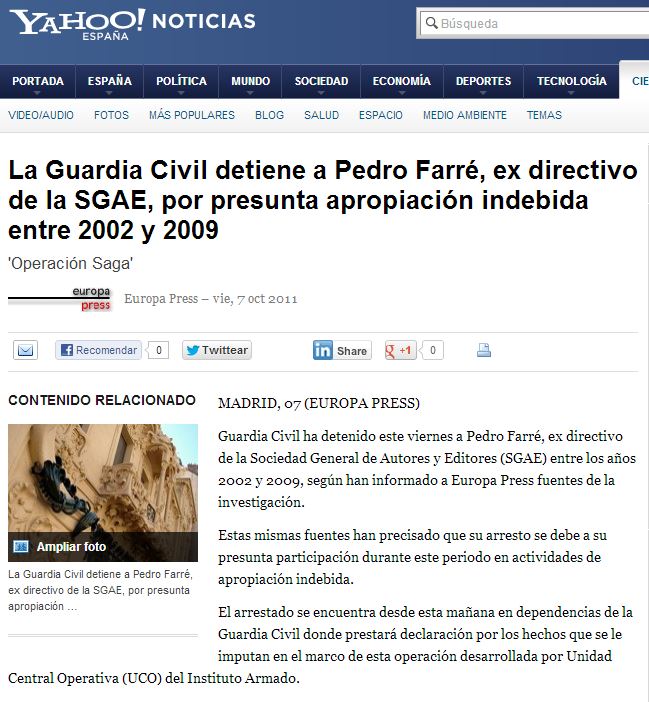 YAHOO! NOTICIAS
ESPAÑA
Búsqueda
PORTADA ESPAÑA POLÍTICA MUNDO SOCIEDAD ECONOMÍA DEPORTES TECNOLOGÍA CIE
VIDEO/AUDIO FOTOS MÁS POPULARES BLOG SALUD ESPACIO MEDIO AMBIENTE TEMAS
La Guardia Civil detiene a Pedro Farré, ex directivo
de la SGAE, por presunta apropiación indebida
entre 2002 y 2009
'Operación Saga'
europa
press
Europa Press – vie, 7 oct 2011
Recomendar 0 Twittear Share +1 0
CONTENIDO RELACIONADO
Ampliar foto
La Guardia Civil detiene a Pedro Farré,
ex directivo de la SGAE, por presunta
apropiación ...
MADRID, 07 (EUROPA PRESS)
Guardia Civil ha detenido este viernes a Pedro Farré, ex directivo
de la Sociedad General de Autores y Editores (SGAE) entre los años
2002 y 2009, según han informado a Europa Press fuentes de la
investigación.
Estas mismas fuentes han precisado que su arresto se debe a su
presunta participación durante este periodo en actividades de
apropiación indebida.
El arrestado se encuentra desde esta mañana en dependencias de la
Guardia Civil donde prestará declaración por los hechos que se le
imputan en el marco de esta operación desarrollada por Unidad
Central Operativa (UCO) del Instituto Armado.